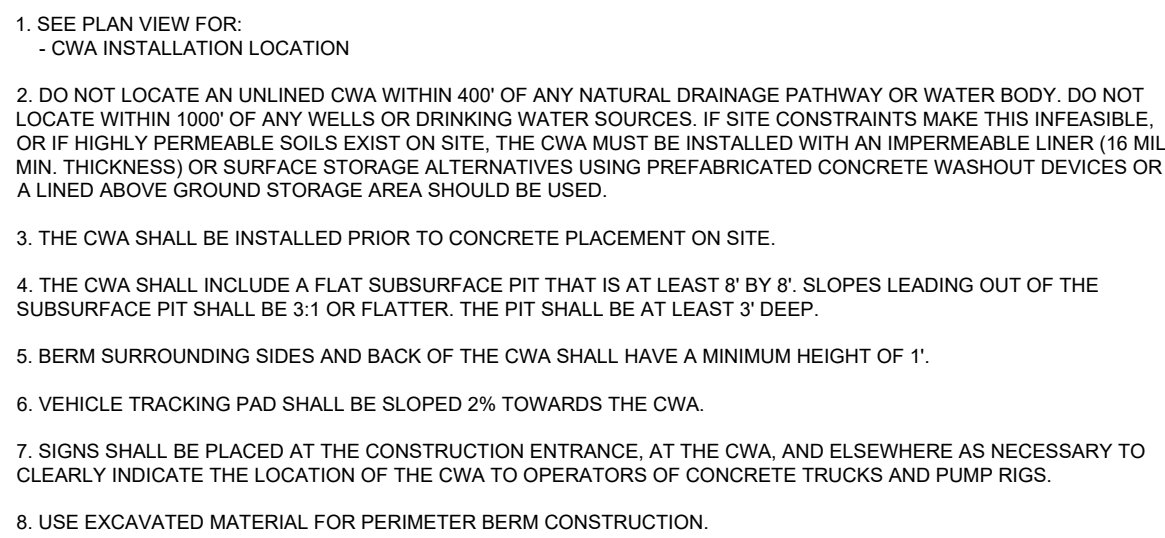 1. SEE PLAN VIEW FOR:
- CWA INSTALLATION LOCATION
2. DO NOT LOCATE AN UNLINED CWA WITHIN 400' OF ANY NATURAL DRAINAGE PATHWAY OR WATER BODY. DO NOT
LOCATE WITHIN 1000' OF ANY WELLS OR DRINKING WATER SOURCES. IF SITE CONSTRAINTS MAKE THIS INFEASIBLE,
OR IF HIGHLY PERMEABLE SOILS EXIST ON SITE, THE CWA MUST BE INSTALLED WITH AN IMPERMEABLE LINER (16 MIL
MIN. THICKNESS) OR SURFACE STORAGE ALTERNATIVES USING PREFABRICATED CONCRETE WASHOUT DEVICES OR
A LINED ABOVE GROUND STORAGE AREA SHOULD BE USED.
3. THE CWA SHALL BE INSTALLED PRIOR TO CONCRETE PLACEMENT ON SITE.
4. THE CWA SHALL INCLUDE A FLAT SUBSURFACE PIT THAT IS AT LEAST 8' BY 8'. SLOPES LEADING OUT OF THE
SUBSURFACE PIT SHALL BE 3:1 OR FLATTER. THE PIT SHALL BE AT LEAST 3' DEEP.
5. BERM SURROUNDING SIDES AND BACK OF THE CWA SHALL HAVE A MINIMUM HEIGHT OF 1'.
6. VEHICLE TRACKING PAD SHALL BE SLOPED 2% TOWARDS THE CWA.
7. SIGNS SHALL BE PLACED AT THE CONSTRUCTION ENTRANCE, AT THE CWA, AND ELSEWHERE AS NECESSARY TO
CLEARLY INDICATE THE LOCATION OF THE CWA TO OPERATORS OF CONCRETE TRUCKS AND PUMP RIGS.
8. USE EXCAVATED MATERIAL FOR PERIMETER BERM CONSTRUCTION.